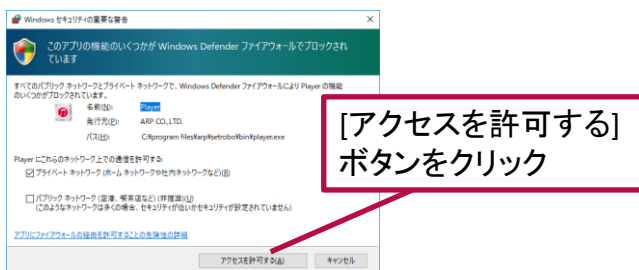 Windows セキュリティの重要な警告
このアプリの機能のいくつかが Windows Defender ファイアウォールでブロックされ
ています
すべてのパブリック ネットワークとプライベート ネットワークで、Windows Defender ファイアウォールにより Player の機能
のいくつかがブロックされています。
名前(N): Player
発行元(P): ARP CO.,LTD.
パス(H): C:¥program files¥arp¥setrobo¥bin¥player.exe
Player にこれらのネットワーク上での通信を許可する:
プライベート ネットワーク (ホーム ネットワークや社内ネットワークなど)(R)
パブリック ネットワーク (空港、喫茶店など) (非推奨)(U)
(このようなネットワークは多くの場合、セキュリティが低いかセキュリティが設定されていません)
アプリにファイアウォールの経由を許可することの危険性の詳細
アクセスを許可する(A) キャンセル
[アクセスを許可する]
ボタンをクリック